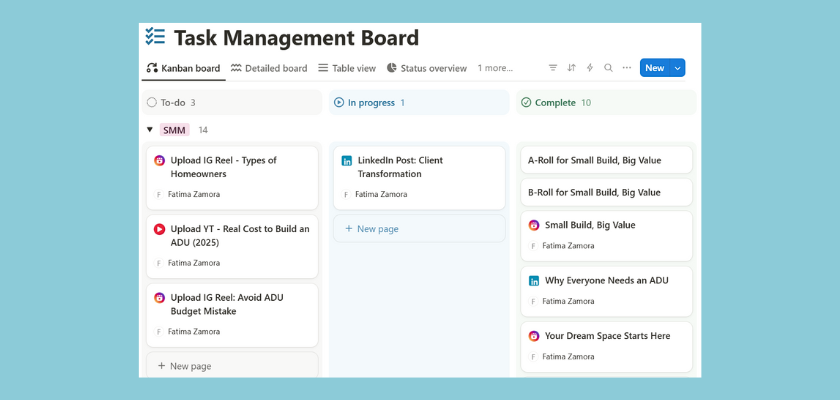 Task Management Board
Kanban board
Detailed board
Table view
Status overview
1 more...
New
To-do 3
In progress 1
Complete 10
SMM 14
Upload IG Reel - Types of
Homeowners
F Fatima Zamora
Upload YT - Real Cost to Build an
ADU (2025)
F Fatima Zamora
Upload IG Reel: Avoid ADU
Budget Mistake
F Fatima Zamora
+ New page
LinkedIn Post: Client
Transformation
F Fatima Zamora
+ New page
A-Roll for Small Build, Big Value
B-Roll for Small Build, Big Value
Small Build, Big Value
F Fatima Zamora
in Why Everyone Needs an ADU
F Fatima Zamora
Your Dream Space Starts Here
F Fatima Zamora